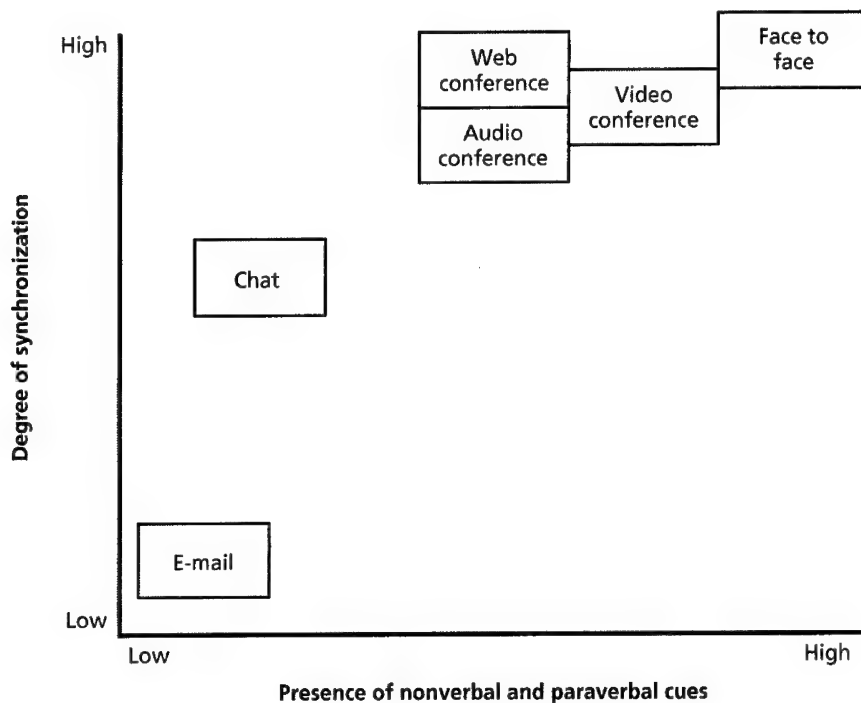 High
Web
conference
Face to
face
Video
conference
Audio
conference
Degree of synchronization
Chat
E-mail
Low
Low
High
Presence of nonverbal and paraverbal cues